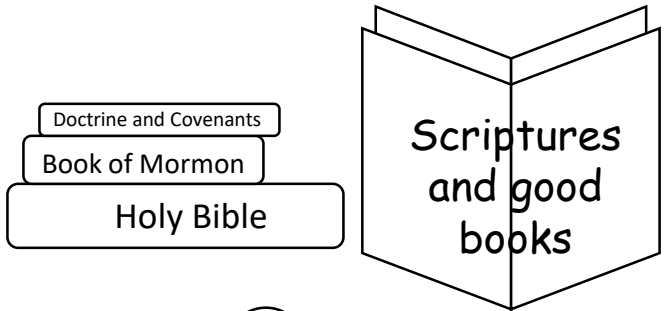 Doctrine and Covenants
Book of Mormon
Holy Bible
Scriptures
and good
books